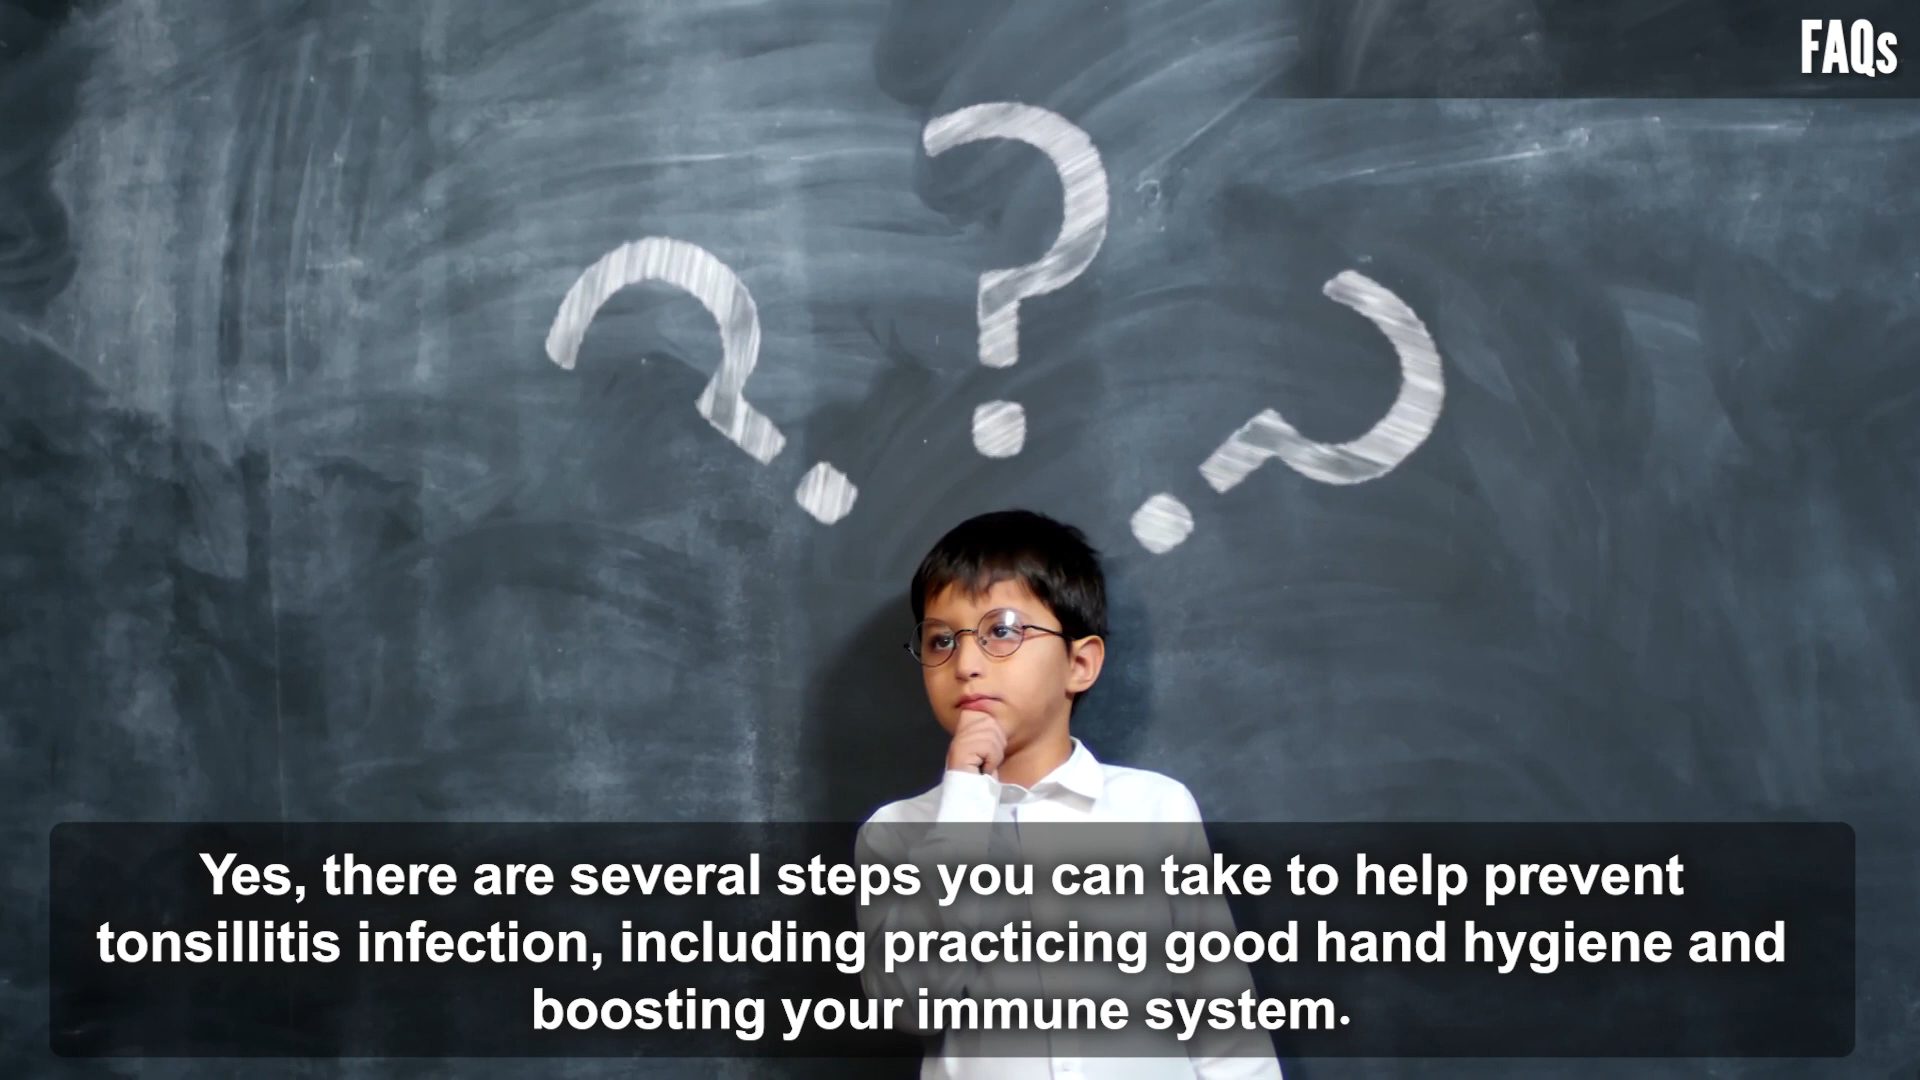 FAQs
? ? ?
Yes, there are several steps you can take to help prevent
tonsillitis infection, including practicing good hand hygiene and
boosting your immune system.